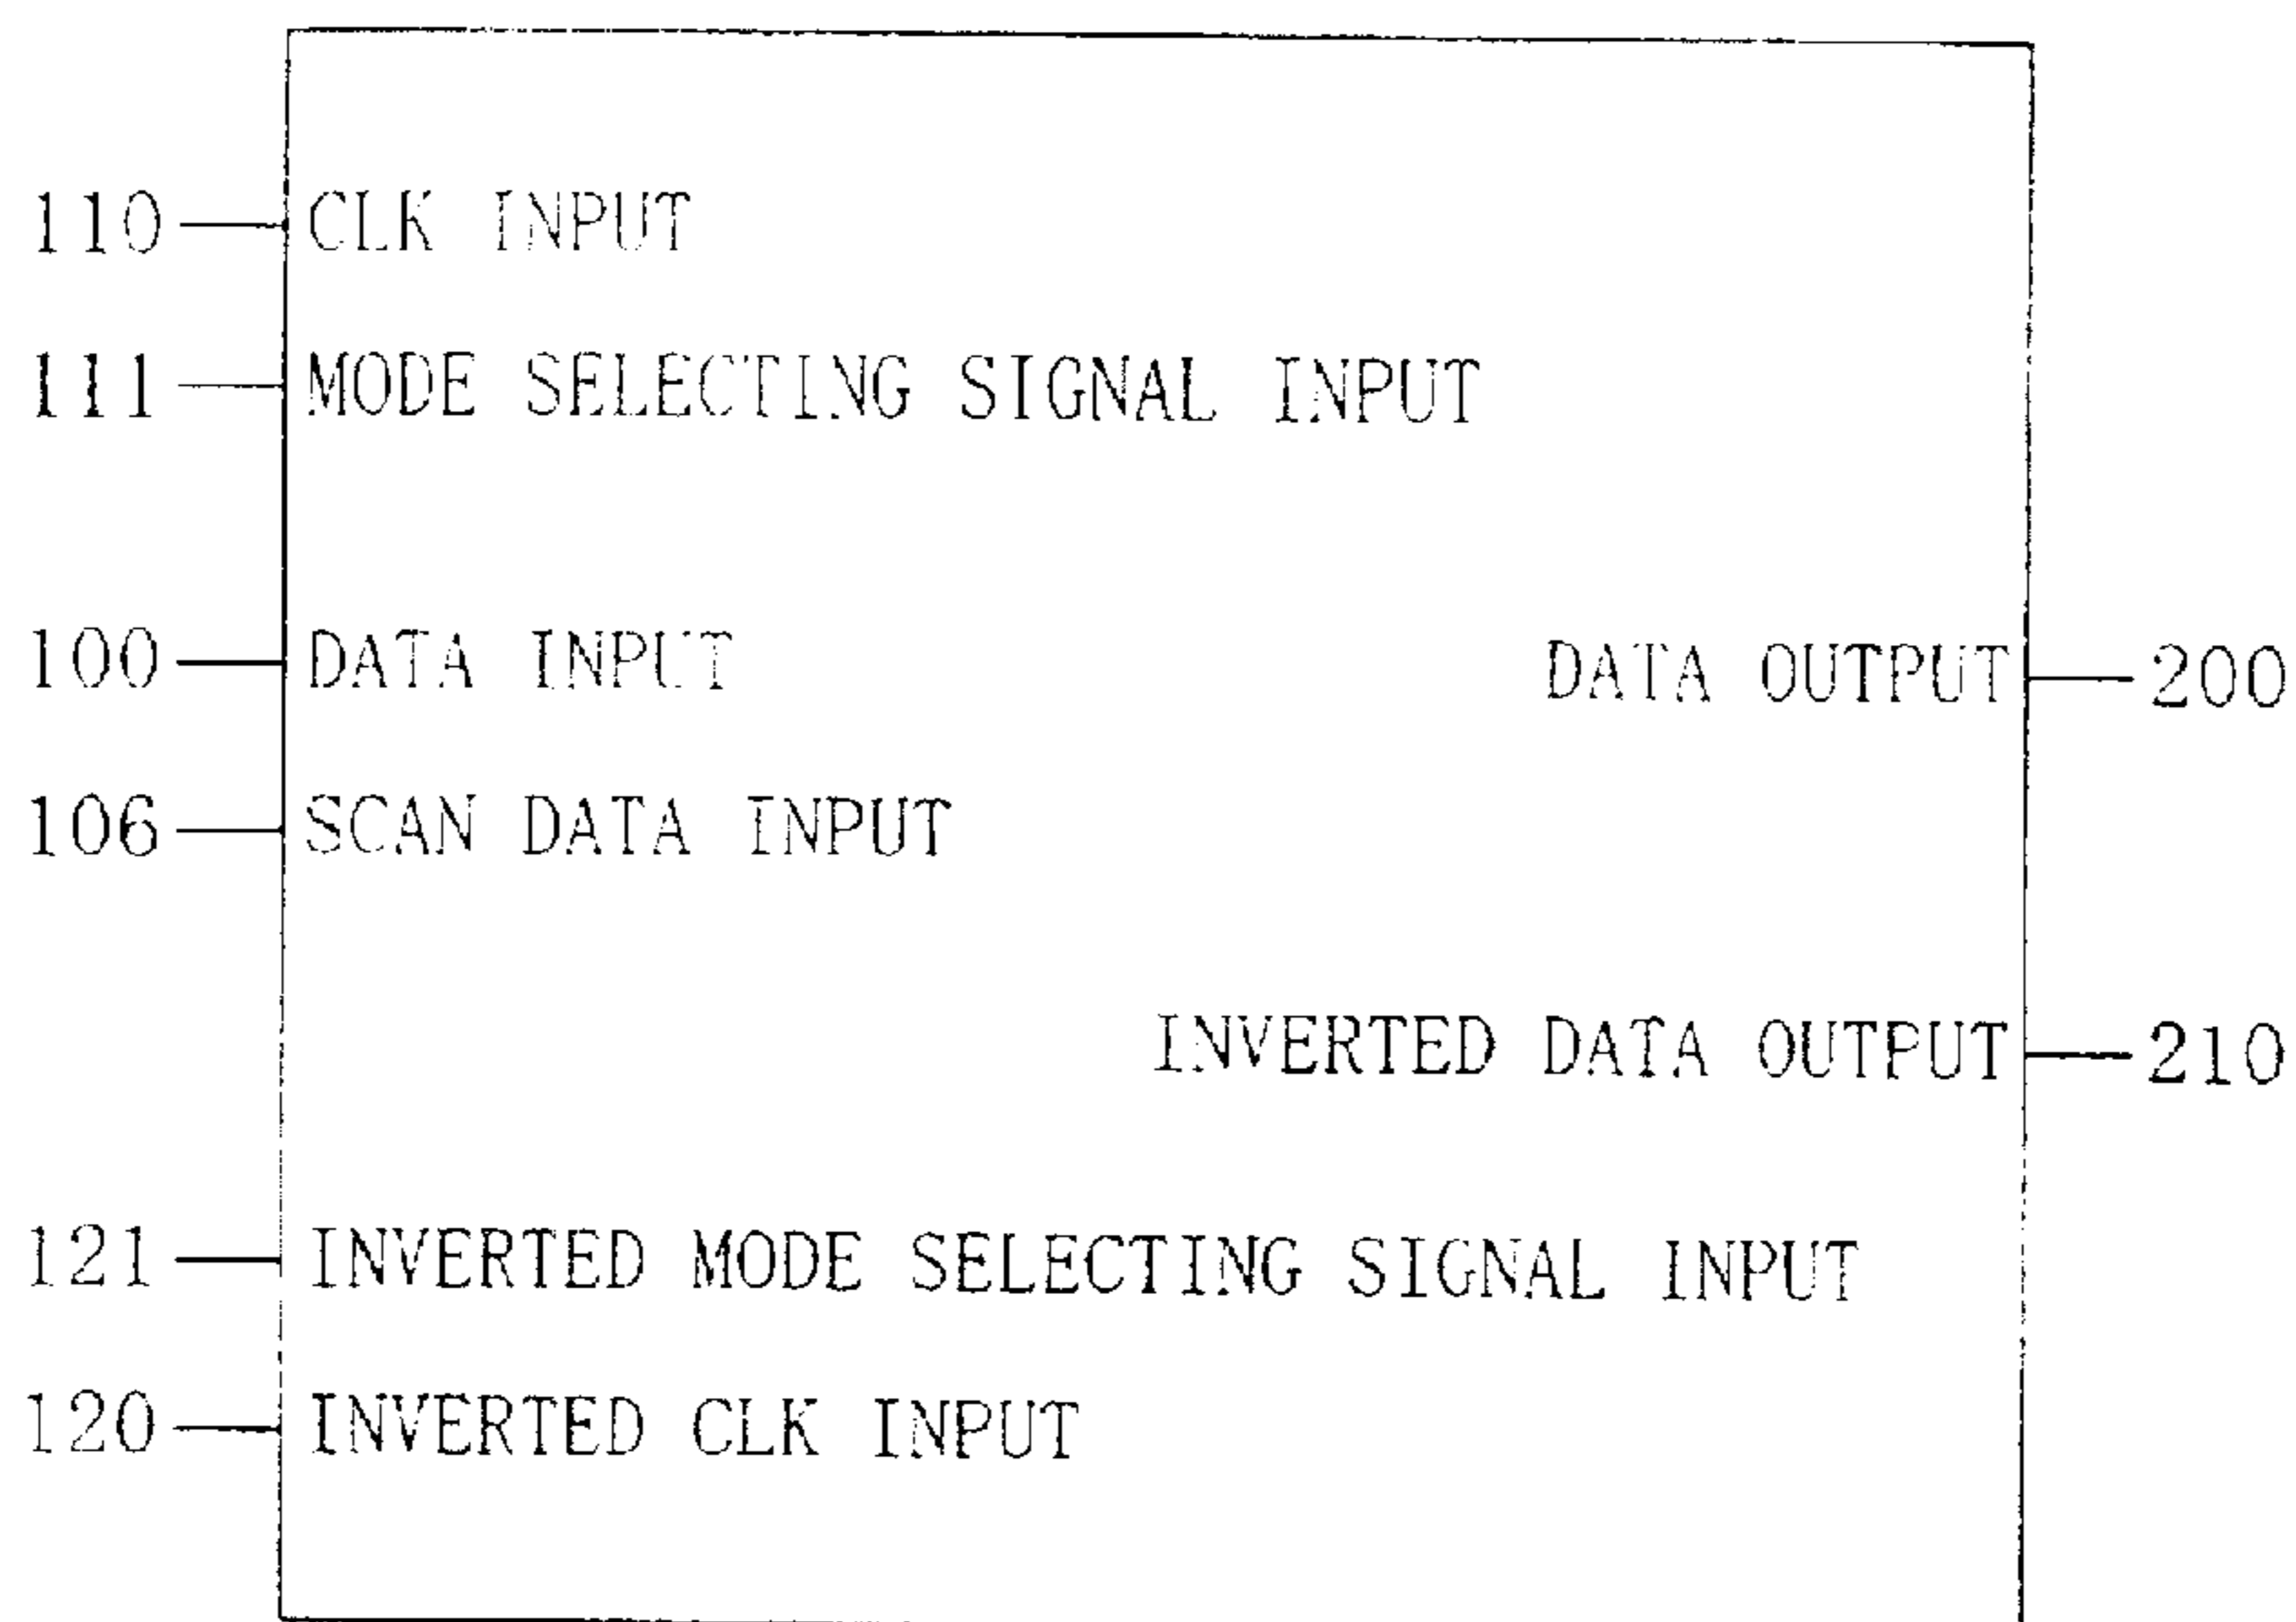 110 CLK INPUT
111 MODE SELECTING SIGNAL INPUT
100 DATA INPUT
DATA OUTPUT 200
106 SCAN DATA INPUT
INVERTED DATA OUTPUT 210
121 INVERTED MODE SELECTING SIGNAL INPUT
120 INVERTED CLK INPUT